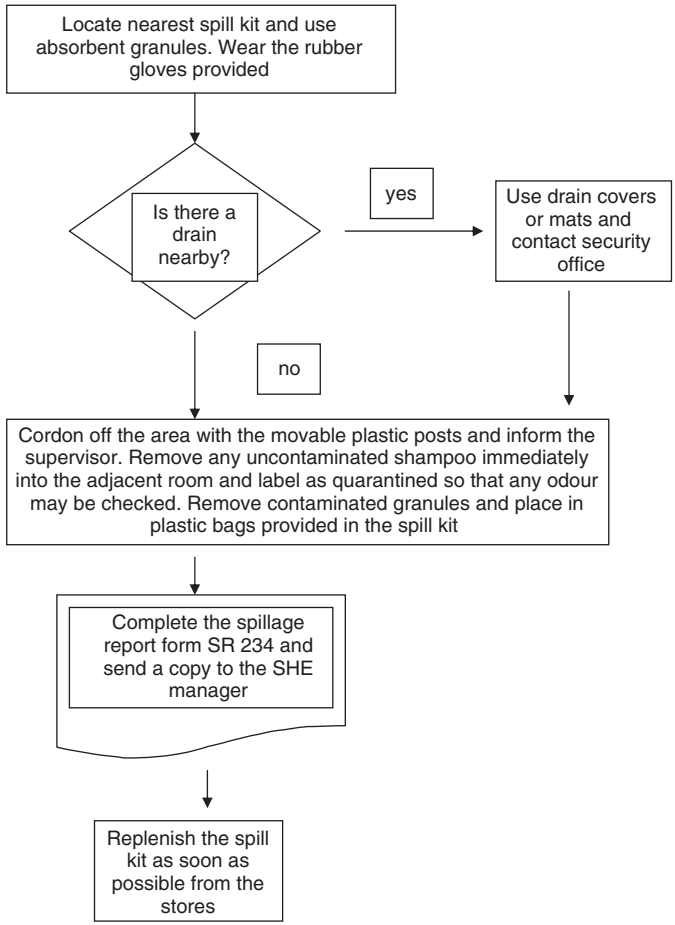 Locate nearest spill kit and use
absorbent granules. Wear the rubber
gloves provided
Is there a
drain
nearby?
yes
Use drain covers
or mats and
contact security
office
no
Cordon off the area with the movable plastic posts and inform the
supervisor. Remove any uncontaminated shampoo immediately
into the adjacent room and label as quarantined so that any odour
may be checked. Remove contaminated granules and place in
plastic bags provided in the spill kit
Complete the spillage
report form SR 234 and
send a copy to the SHE
manager
Replenish the spill
kit as soon as
possible from the
stores